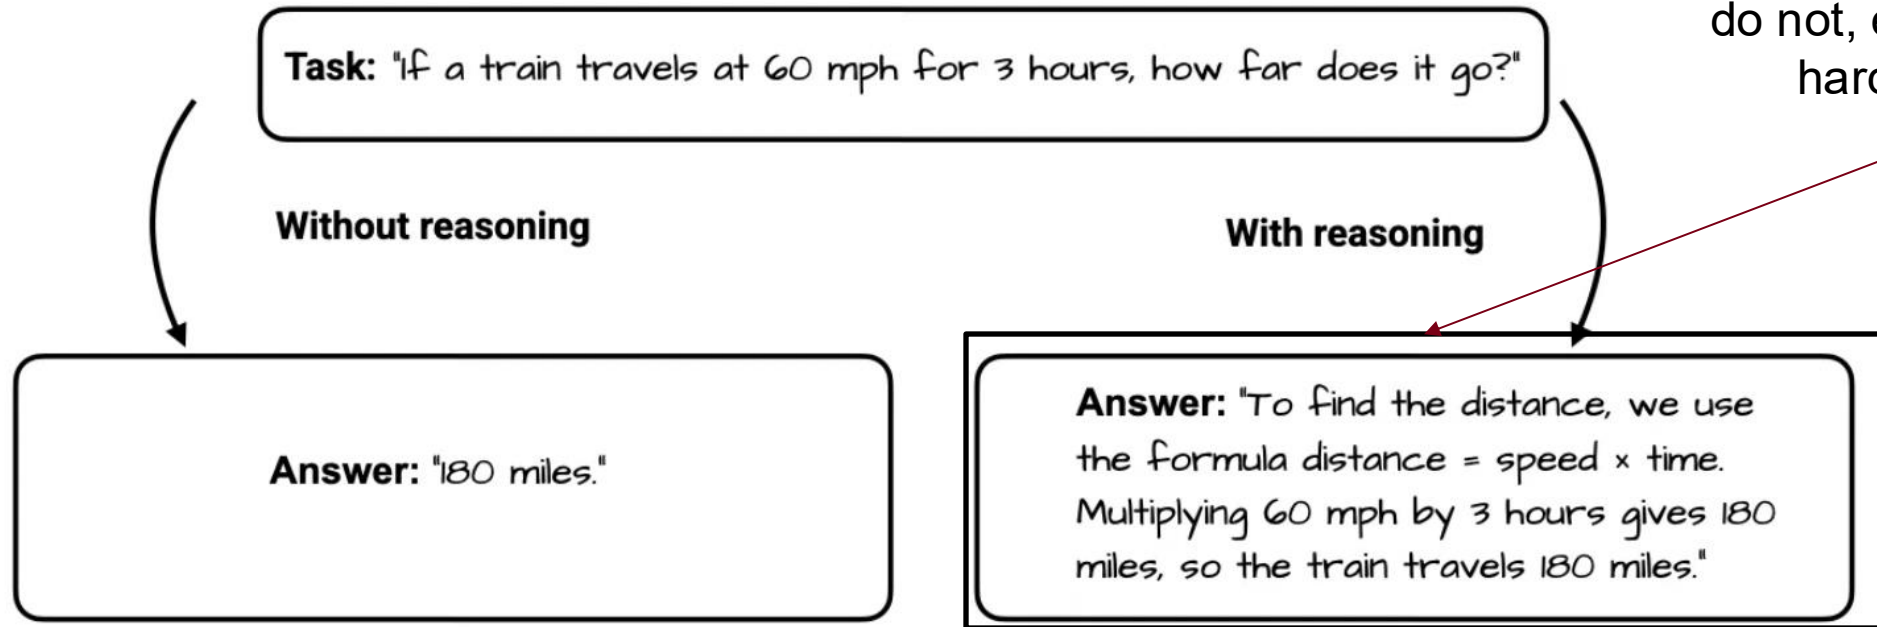 do not,
Task: "If a train travels at 60 mph for 3 hours, how far does it go?"
Without reasoning
With reasoning
Answer: "180 miles."
Answer: "To find the distance, we use
the formula distance = speed × time.
Multiplying 60 mph by 3 hours gives 180
miles, so the train travels 180 miles."